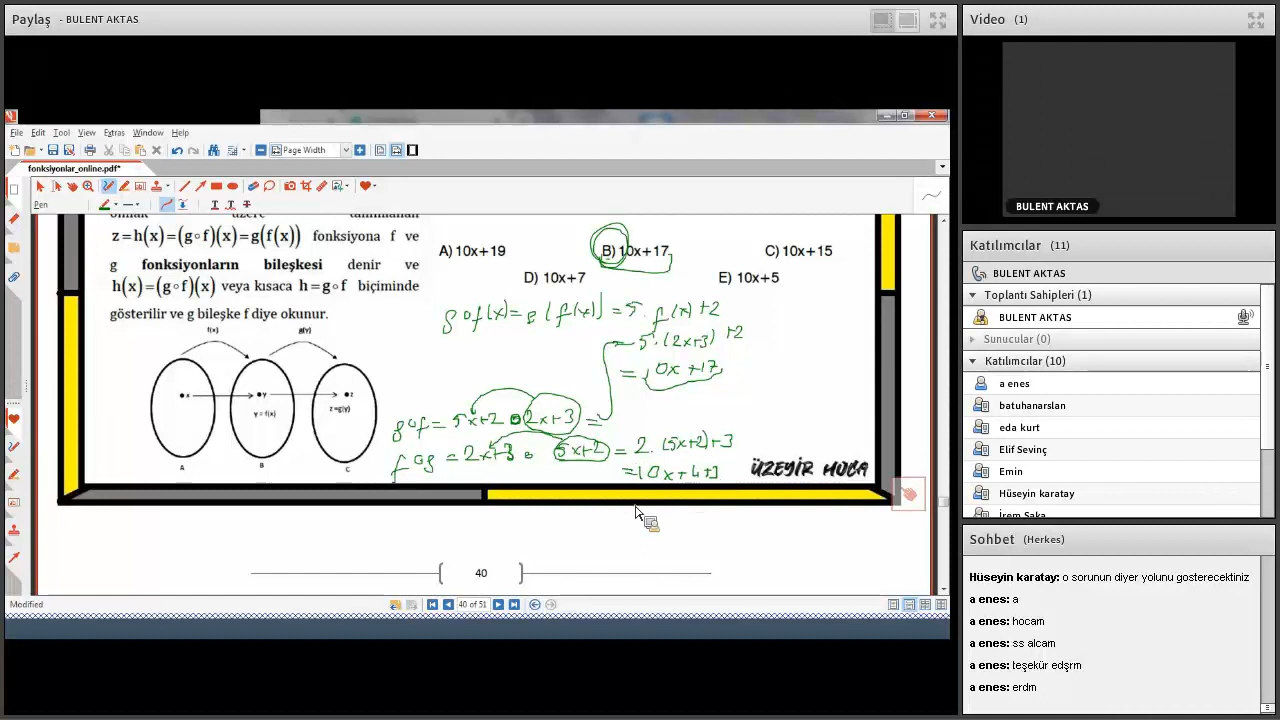 Paylaş - BULENT AKTAS
File Edit Tool View Extras Window Help
Page Width
fonksiyonlar_online.pdf*
Pen
olmak üzere tanımlanan
z=h(x)=(g∘f)(x)=g(f(x)) fonksiyona f ve
g fonksiyonların bileşkesi denir ve
h(x)=(g∘f)(x) veya kısaca h=g∘f biçiminde
gösterilir ve g bileşke f diye okunur.
f(x) g(y)
x y z
y=f(x) z=g(y)
A B C
A) 10x+19 B) 10x+17 C) 10x+15
D) 10x+7 E) 10x+5
g∘f(x)=g(f(x))=5.f(x)+2
=5.(2x+3)+2
=10x+17
g∘f=5x+2∘2x+3=
f∘g=2x+3∘5x+2=2.(5x+2)+3
=10x+4+3
ÜZEYİR HOCA
40
Modified
40 of 51
Video (1)
BULENT AKTAS
Katılımcılar (11)
BULENT AKTAS
Toplantı Sahipleri (1)
BULENT AKTAS
Sunucular (0)
Katılımcılar (10)
a enes
batuhanarslan
eda kurt
Elif Sevinç
Emin
Hüseyin karatay
İrem Saka
Sohbet (Herkes)
Hüseyin karatay: o sorunun diyer yolunu gosterecektiniz
a enes: a
a enes: hocam
a enes: ss alcam
a enes: teşekür edşrm
a enes: erdm